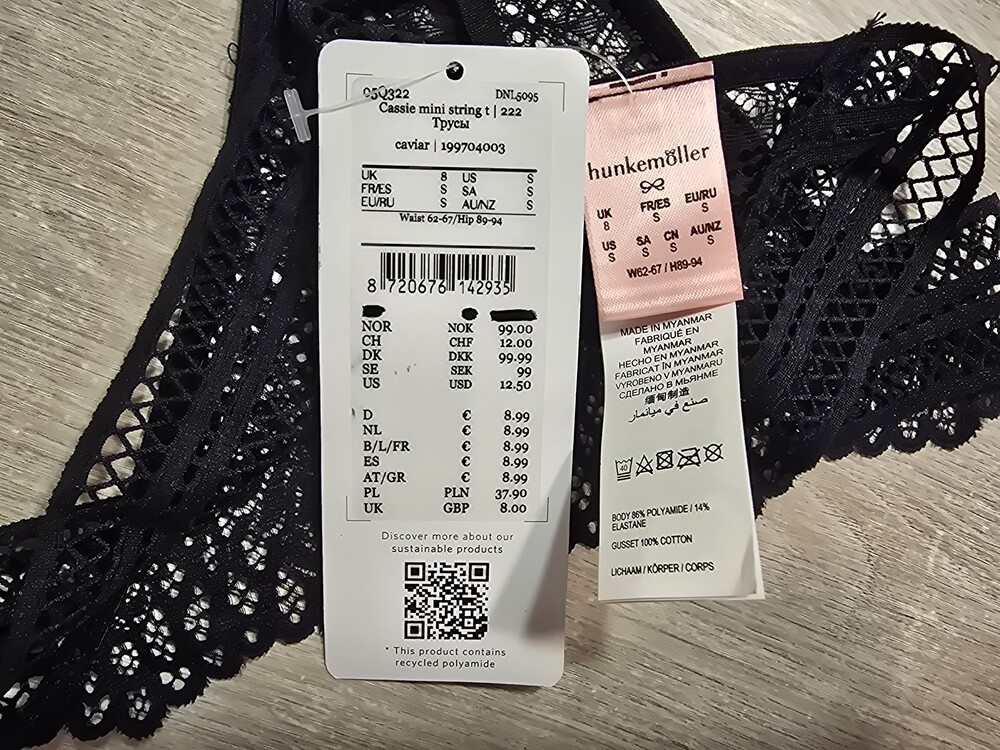 05Q322 DNL5095
Cassie mini string t | 222
Трусы
caviar | 199704003
UK 8 US S
FR/ES S SA S
EU/RU S AU/NZ S
Waist 62-67/Hip 89-94
8 720676 142935
NOR NOK 99.00
CH CHF 12.00
DK DKK 99.99
SE SEK 99
US USD 12.50
D € 8.99
NL € 8.99
B/L/FR € 8.99
ES € 8.99
AT/GR € 8.99
PL PLN 37.90
UK GBP 8.00
Discover more about our
sustainable products
* This product contains
recycled polyamide
hunkemöller
UK FR/ES EU/RU
8 S S
US SA CN AU/NZ
S S S S
W62-67 / H89-94
MADE IN MYANMAR
FABRIQUÉ EN
MYANMAR
HECHO EN MYANMAR
FABRICAT ÎN MYANMAR
VYROBENO V MYANMARU
СДЕЛАНО В МЬЯНМЕ
缅甸制造
صنع في ميانمار
40
BODY 86% POLYAMIDE / 14%
ELASTANE
GUSSET 100% COTTON
LICHAAM / KÖRPER / CORPS